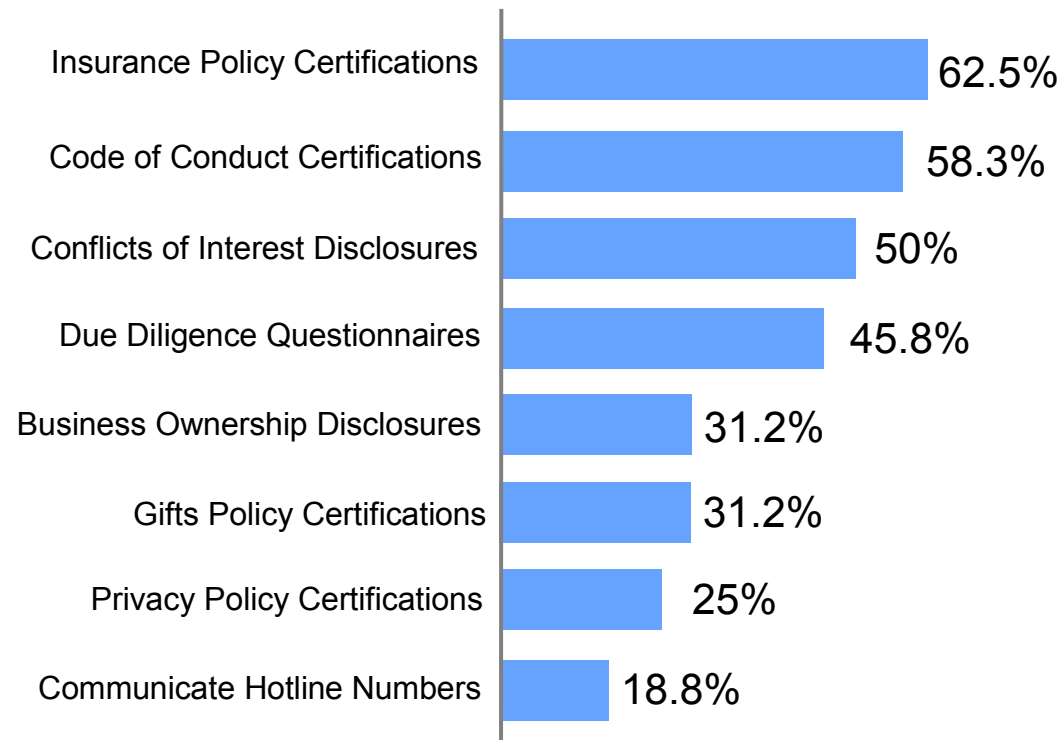 Insurance Policy Certifications 62.5%
Code of Conduct Certifications 58.3%
Conflicts of Interest Disclosures 50%
Due Diligence Questionnaires 45.8%
Business Ownership Disclosures 31.2%
Gifts Policy Certifications 31.2%
Privacy Policy Certifications 25%
Communicate Hotline Numbers 18.8%